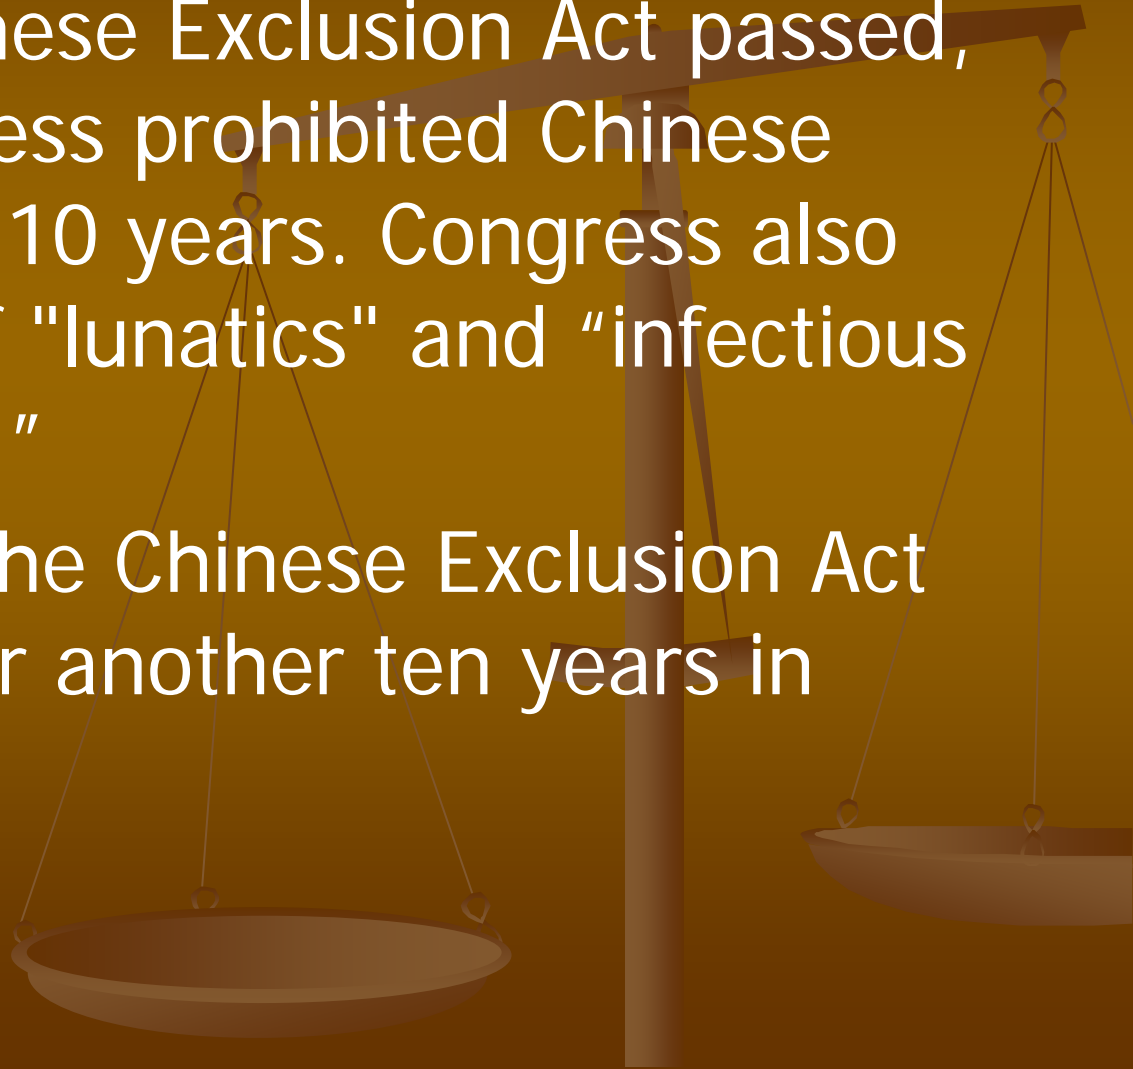 nese Exclusion Act passed,
ess prohibited Chinese
10 years. Congress also
"lunatics" and “infectious
.”
he Chinese Exclusion Act
r another ten years in